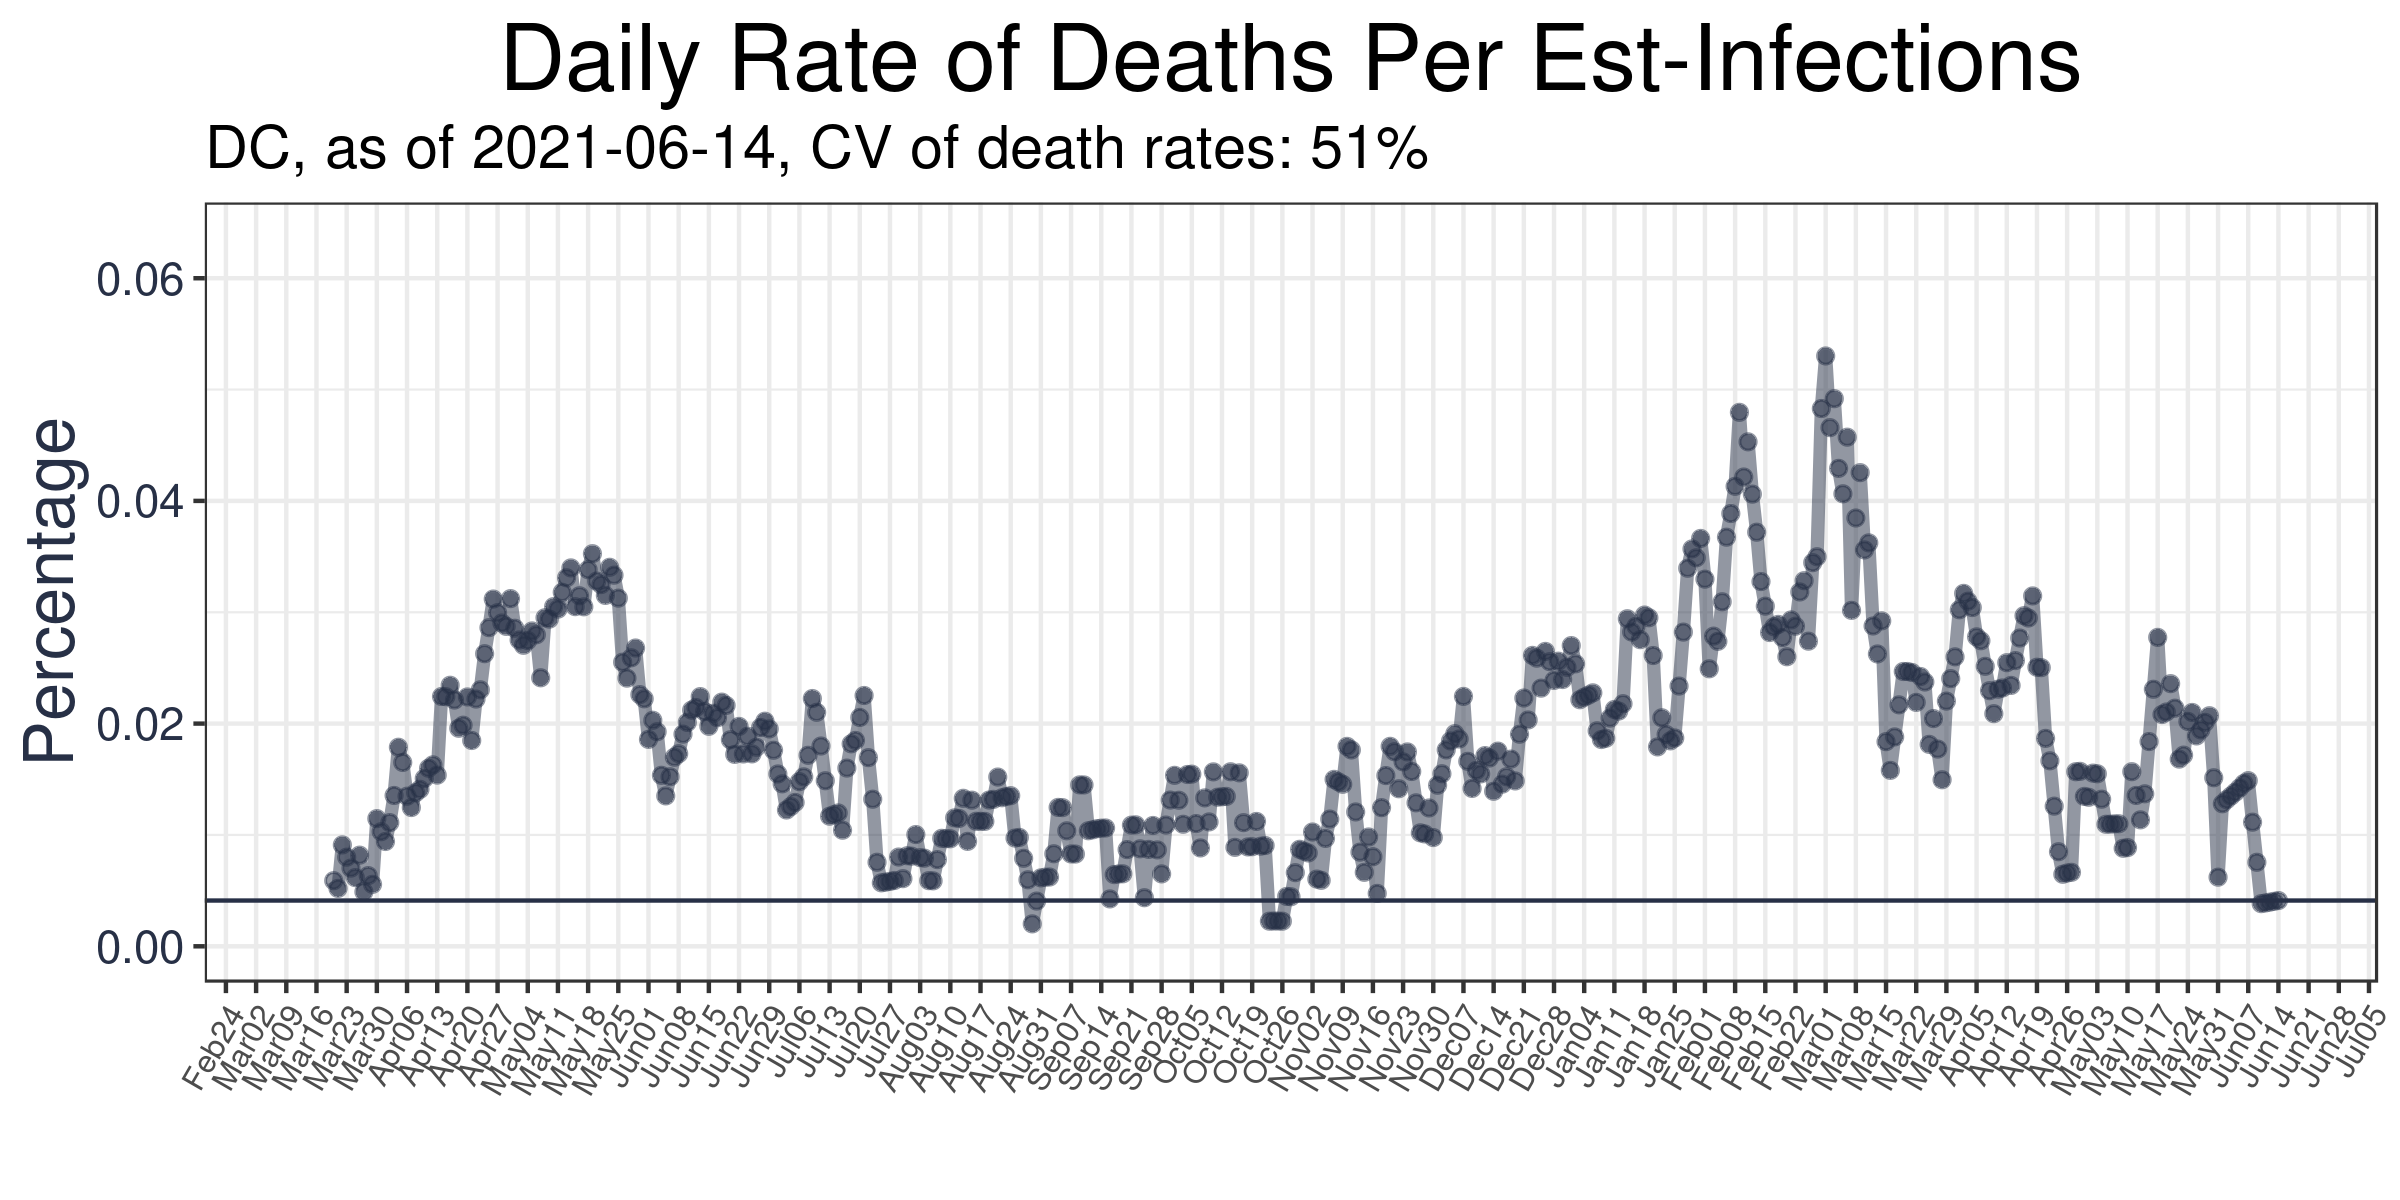 Daily Rate of Deaths Per Est-Infections
DC, as of 2021-06-14, CV of death rates: 51%
Percentage
0.06
0.04
0.02
0.00
Feb24
Mar02
Mar09
Mar16
Mar23
Mar30
Apr06
Apr13
Apr20
Apr27
May04
May11
May18
May25
Jun01
Jun08
Jun15
Jun22
Jun29
Jul06
Jul13
Jul20
Jul27
Aug03
Aug10
Aug17
Aug24
Aug31
Sep07
Sep14
Sep21
Sep28
Oct05
Oct12
Oct19
Oct26
Nov02
Nov09
Nov16
Nov23
Nov30
Dec07
Dec14
Dec21
Dec28
Jan04
Jan11
Jan18
Jan25
Feb01
Feb08
Feb15
Feb22
Mar01
Mar08
Mar15
Mar22
Mar29
Apr05
Apr12
Apr19
Apr26
May03
May10
May17
May24
May31
Jun07
Jun14
Jun21
Jun28
Jul05